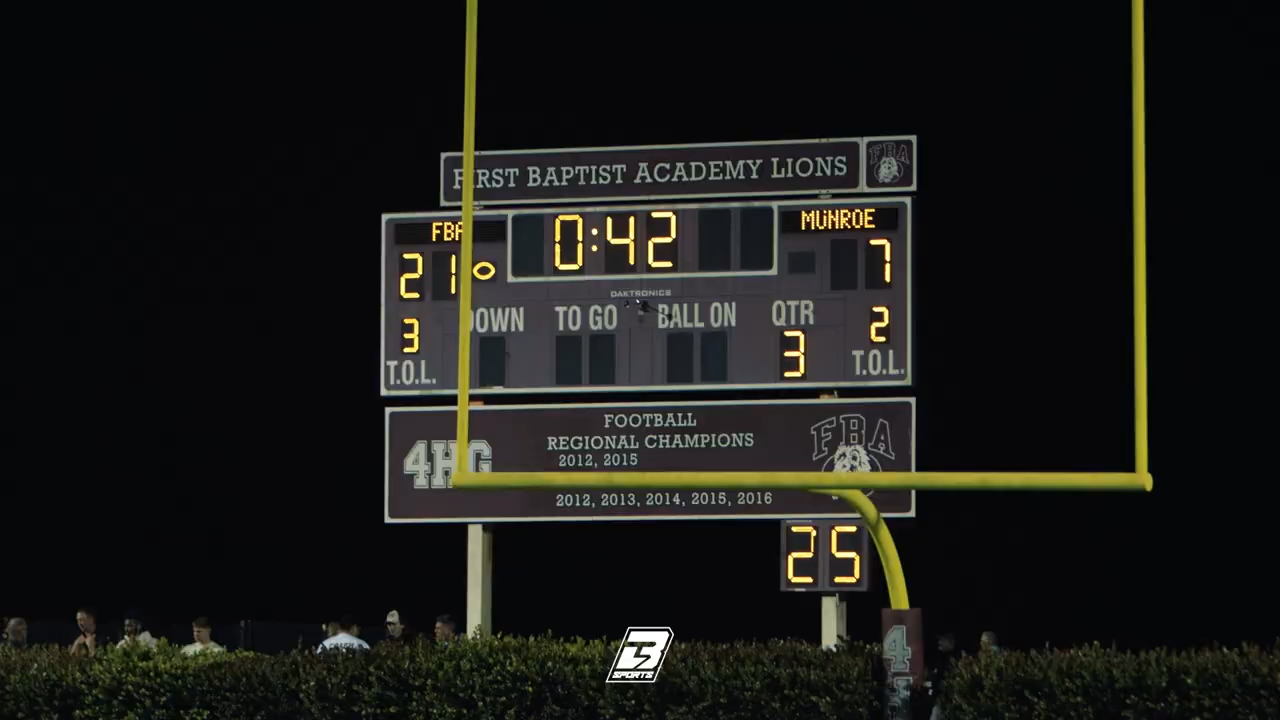 FIRST BAPTIST ACADEMY LIONS
FBA
FBA
0:42
MUNROE
21
7
DAKTRONICS
DOWN
TO GO
BALL ON
QTR
3
2
3
T.O.L.
T.O.L.
FOOTBALL
REGIONAL CHAMPIONS
2012, 2015
4HG
FBA
2012, 2013, 2014, 2015, 2016
25
B
SPORTS